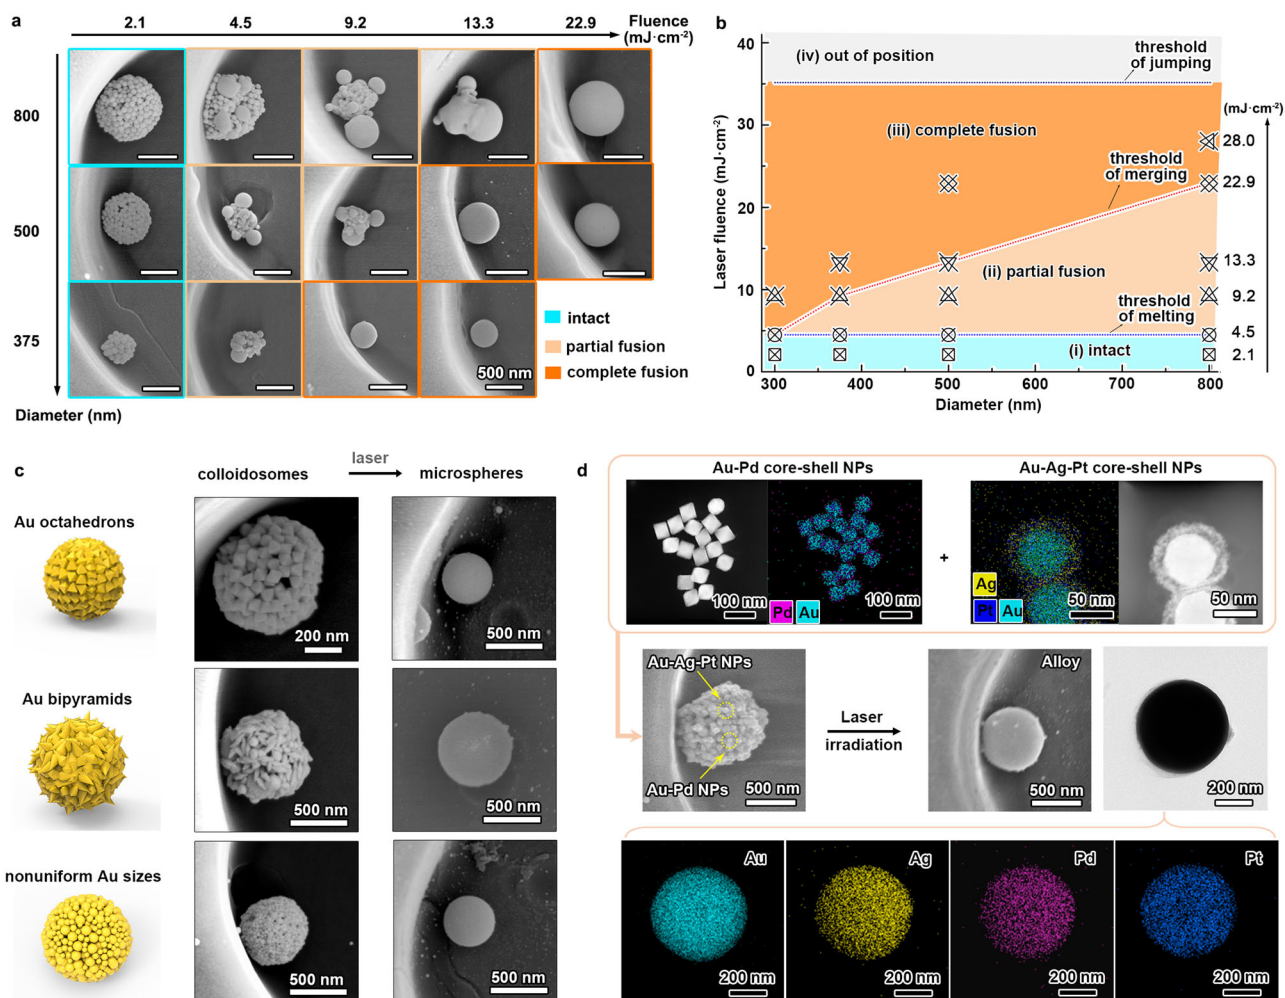 a
2.1 4.5 9.2 13.3 22.9 Fluence
(mJ·cm⁻²)
800
500
375
500 nm
Diameter (nm)
intact
partial fusion
complete fusion
b
40
30
20
10
0
Laser fluence (mJ·cm⁻²)
300 400 500 600 700 800
Diameter (nm)
(iv) out of position
threshold
of jumping
(iii) complete fusion
threshold
of merging
(ii) partial fusion
threshold
of melting
(i) intact
(mJ·cm⁻²)
28.0
22.9
13.3
9.2
4.5
2.1
c
colloidosomes
laser
microspheres
Au octahedrons
200 nm
500 nm
Au bipyramids
500 nm
500 nm
nonuniform Au sizes
500 nm
500 nm
d
Au-Pd core-shell NPs
Au-Ag-Pt core-shell NPs
100 nm
Pd Au
100 nm
+
Ag
Pt Au
50 nm
50 nm
Au-Ag-Pt NPs
Au-Pd NPs
500 nm
Laser
irradiation
Alloy
500 nm
200 nm
Au
200 nm
Ag
200 nm
Pd
200 nm
Pt
200 nm